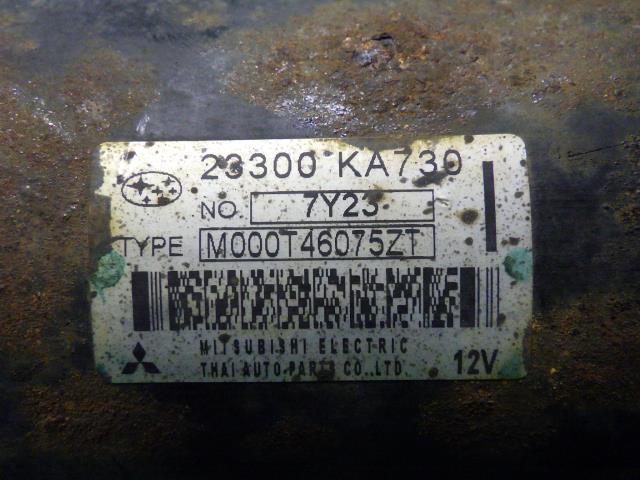 23300 KA730
NO. 7Y23
TYPE M000T46075ZT
MITSUBISHI ELECTRIC
THAI AUTO-PARTS CO.,LTD. 12V